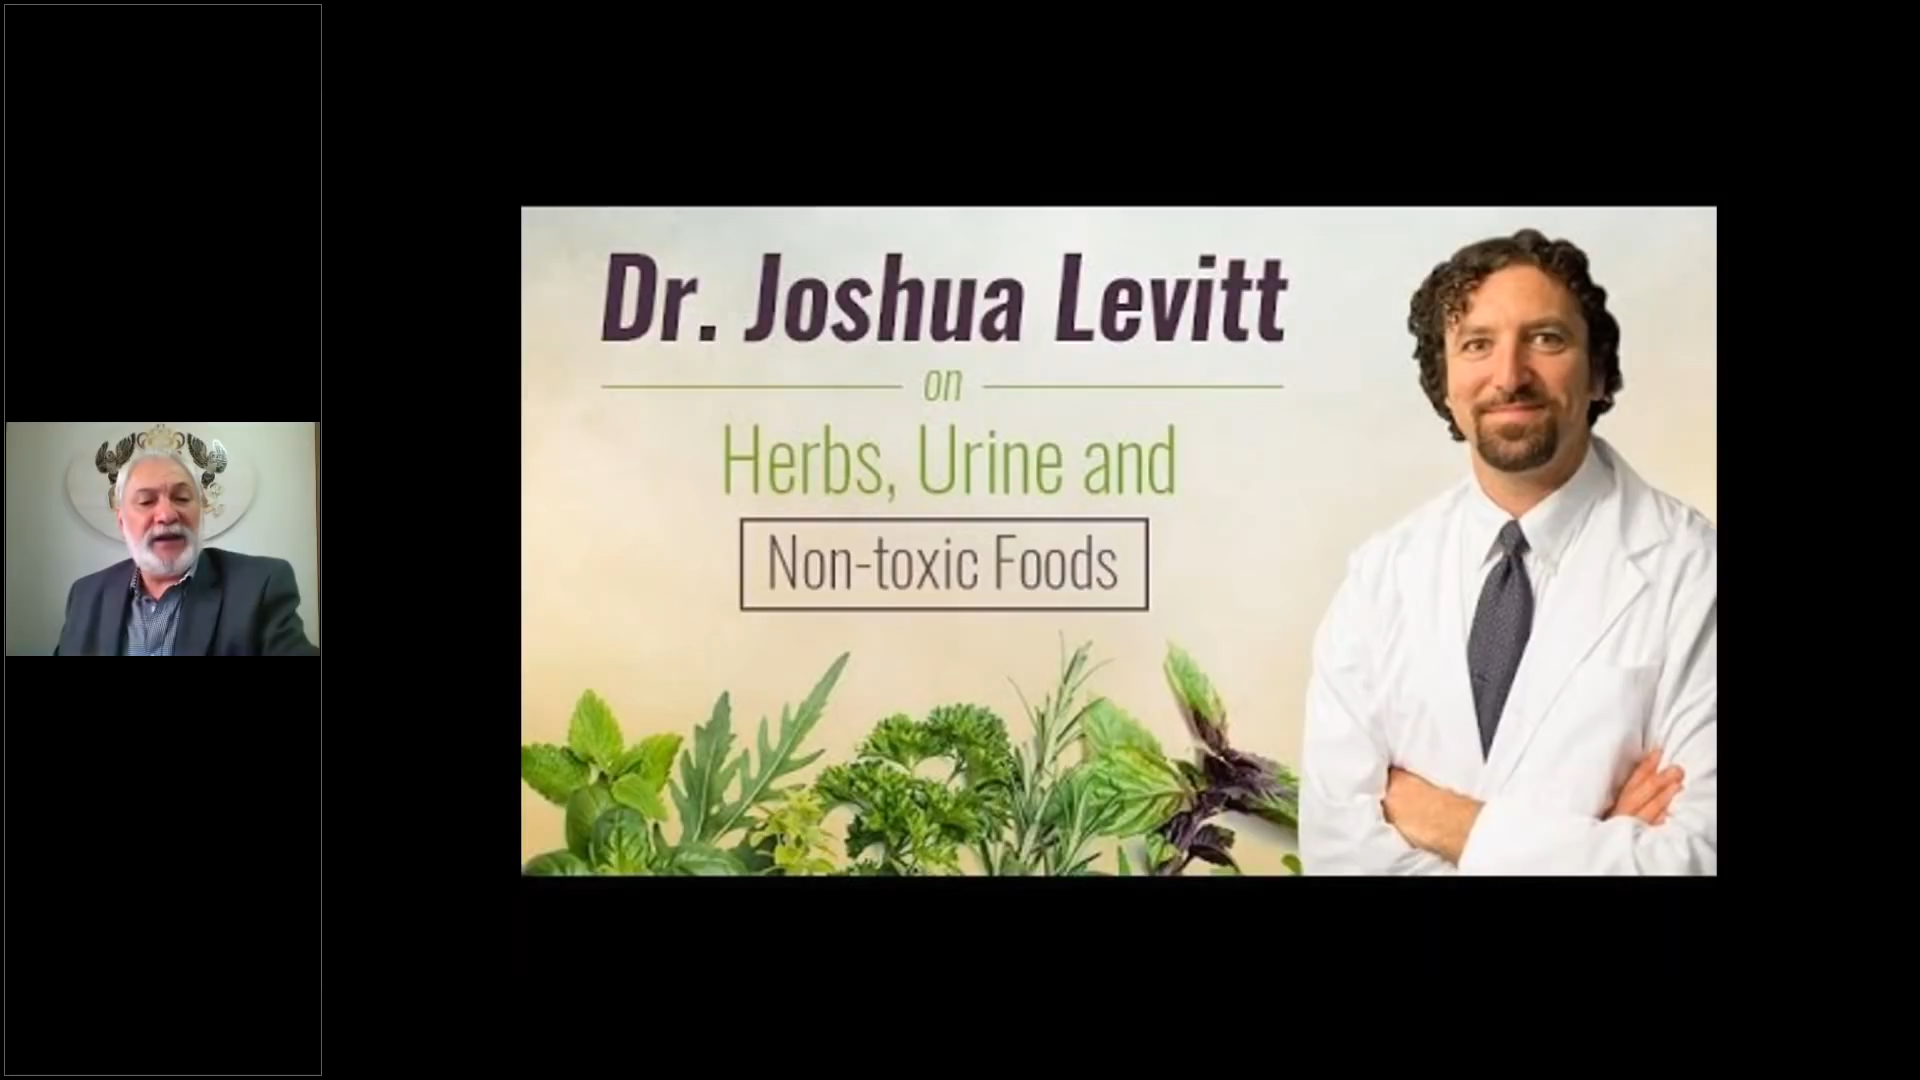 Dr. Joshua Levitt
on
Herbs, Urine and
Non-toxic Foods